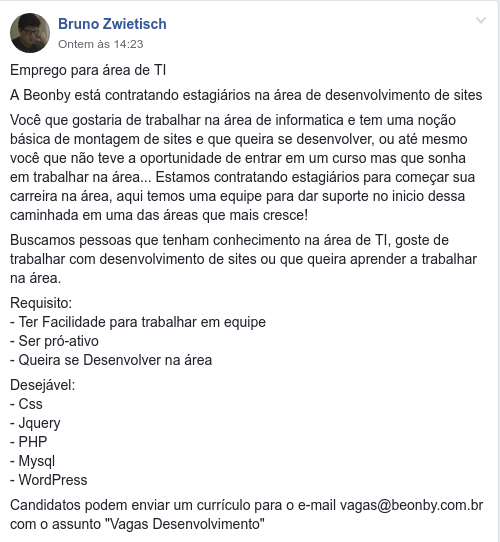 Bruno Zwietisch
Ontem às 14:23
Emprego para área de TI
A Beonby está contratando estagiários na área de desenvolvimento de sites
Você que gostaria de trabalhar na área de informatica e tem uma noção
básica de montagem de sites e que queira se desenvolver, ou até mesmo
você que não teve a oportunidade de entrar em um curso mas que sonha
em trabalhar na área... Estamos contratando estagiários para começar sua
carreira na área, aqui temos uma equipe para dar suporte no inicio dessa
caminhada em uma das áreas que mais cresce!
Buscamos pessoas que tenham conhecimento na área de TI, goste de
trabalhar com desenvolvimento de sites ou que queira aprender a trabalhar
na área.
Requisito:
- Ter Facilidade para trabalhar em equipe
- Ser pró-ativo
- Queira se Desenvolver na área
Desejável:
- Css
- Jquery
- PHP
- Mysql
- WordPress
Candidatos podem enviar um currículo para o e-mail vagas@beonby.com.br
com o assunto "Vagas Desenvolvimento"